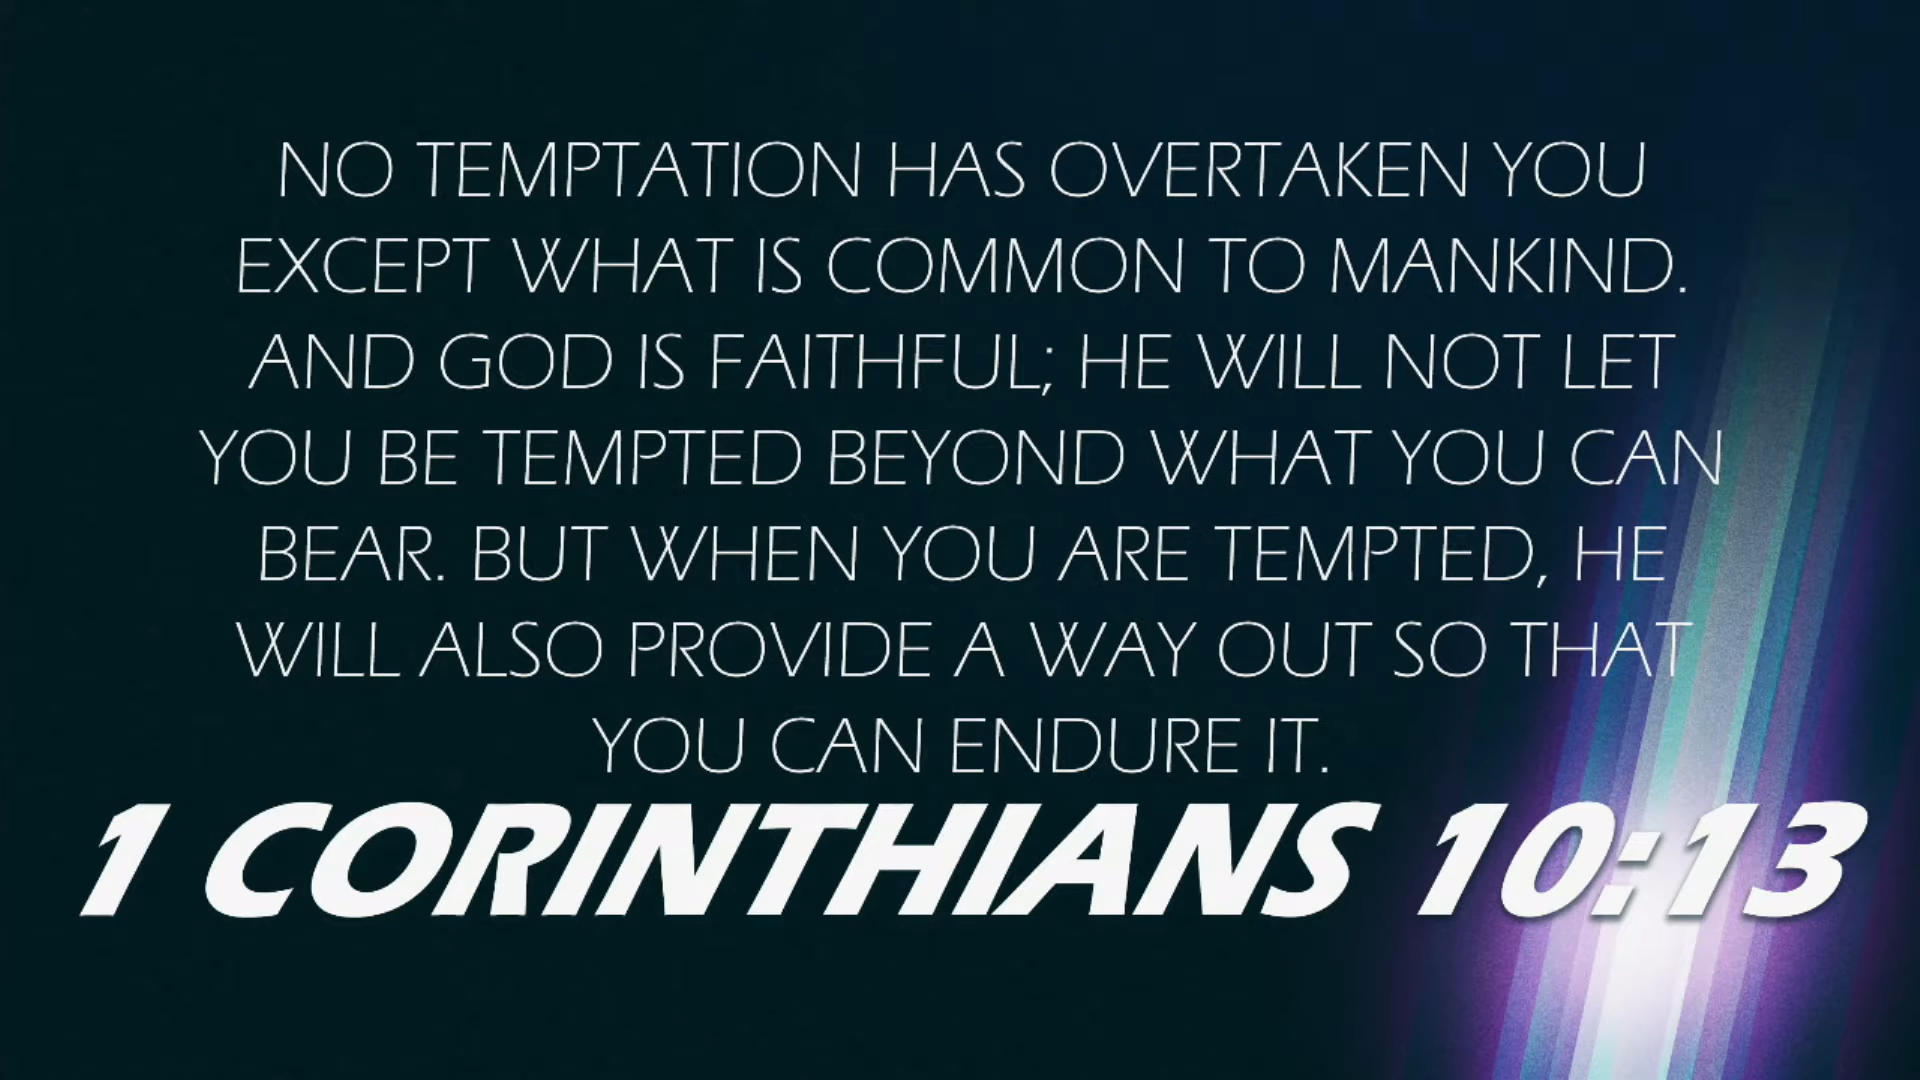 NO TEMPTATION HAS OVERTAKEN YOU
EXCEPT WHAT IS COMMON TO MANKIND.
AND GOD IS FAITHFUL; HE WILL NOT LET
YOU BE TEMPTED BEYOND WHAT YOU CAN
BEAR. BUT WHEN YOU ARE TEMPTED, HE
WILL ALSO PROVIDE A WAY OUT SO THAT
YOU CAN ENDURE IT.
1 CORINTHIANS 10:13